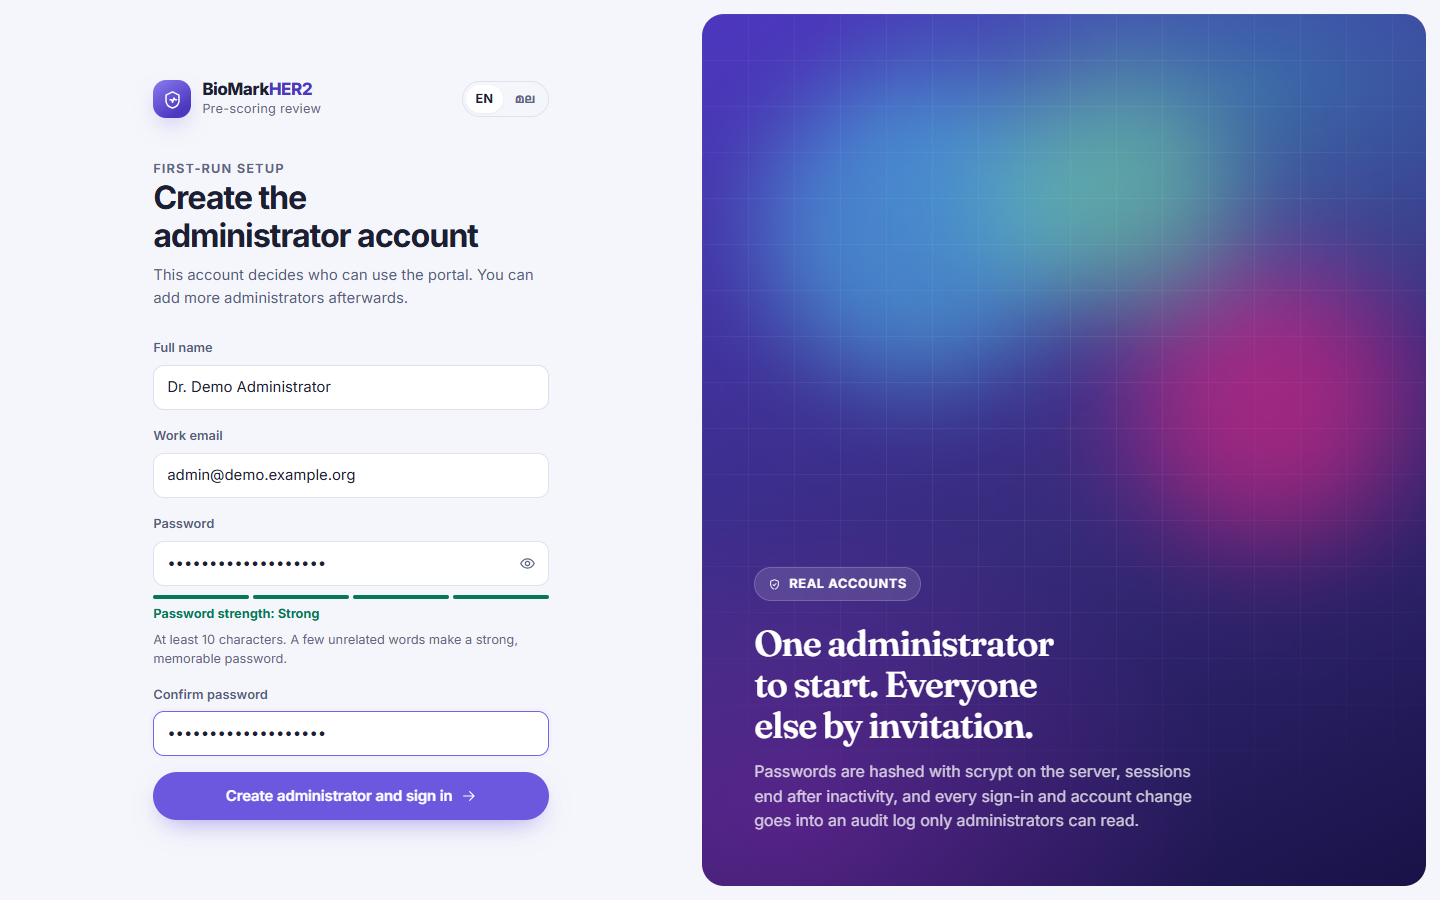 BioMarkHER2
Pre-scoring review
EN മല
FIRST-RUN SETUP
Create the
administrator account
This account decides who can use the portal. You can
add more administrators afterwards.
Full name
Dr. Demo Administrator
Work email
admin@demo.example.org
Password
•••••••••••••••••••
Password strength: Strong
At least 10 characters. A few unrelated words make a strong,
memorable password.
Confirm password
•••••••••••••••••••
Create administrator and sign in →
REAL ACCOUNTS
One administrator
to start. Everyone
else by invitation.
Passwords are hashed with scrypt on the server, sessions
end after inactivity, and every sign-in and account change
goes into an audit log only administrators can read.